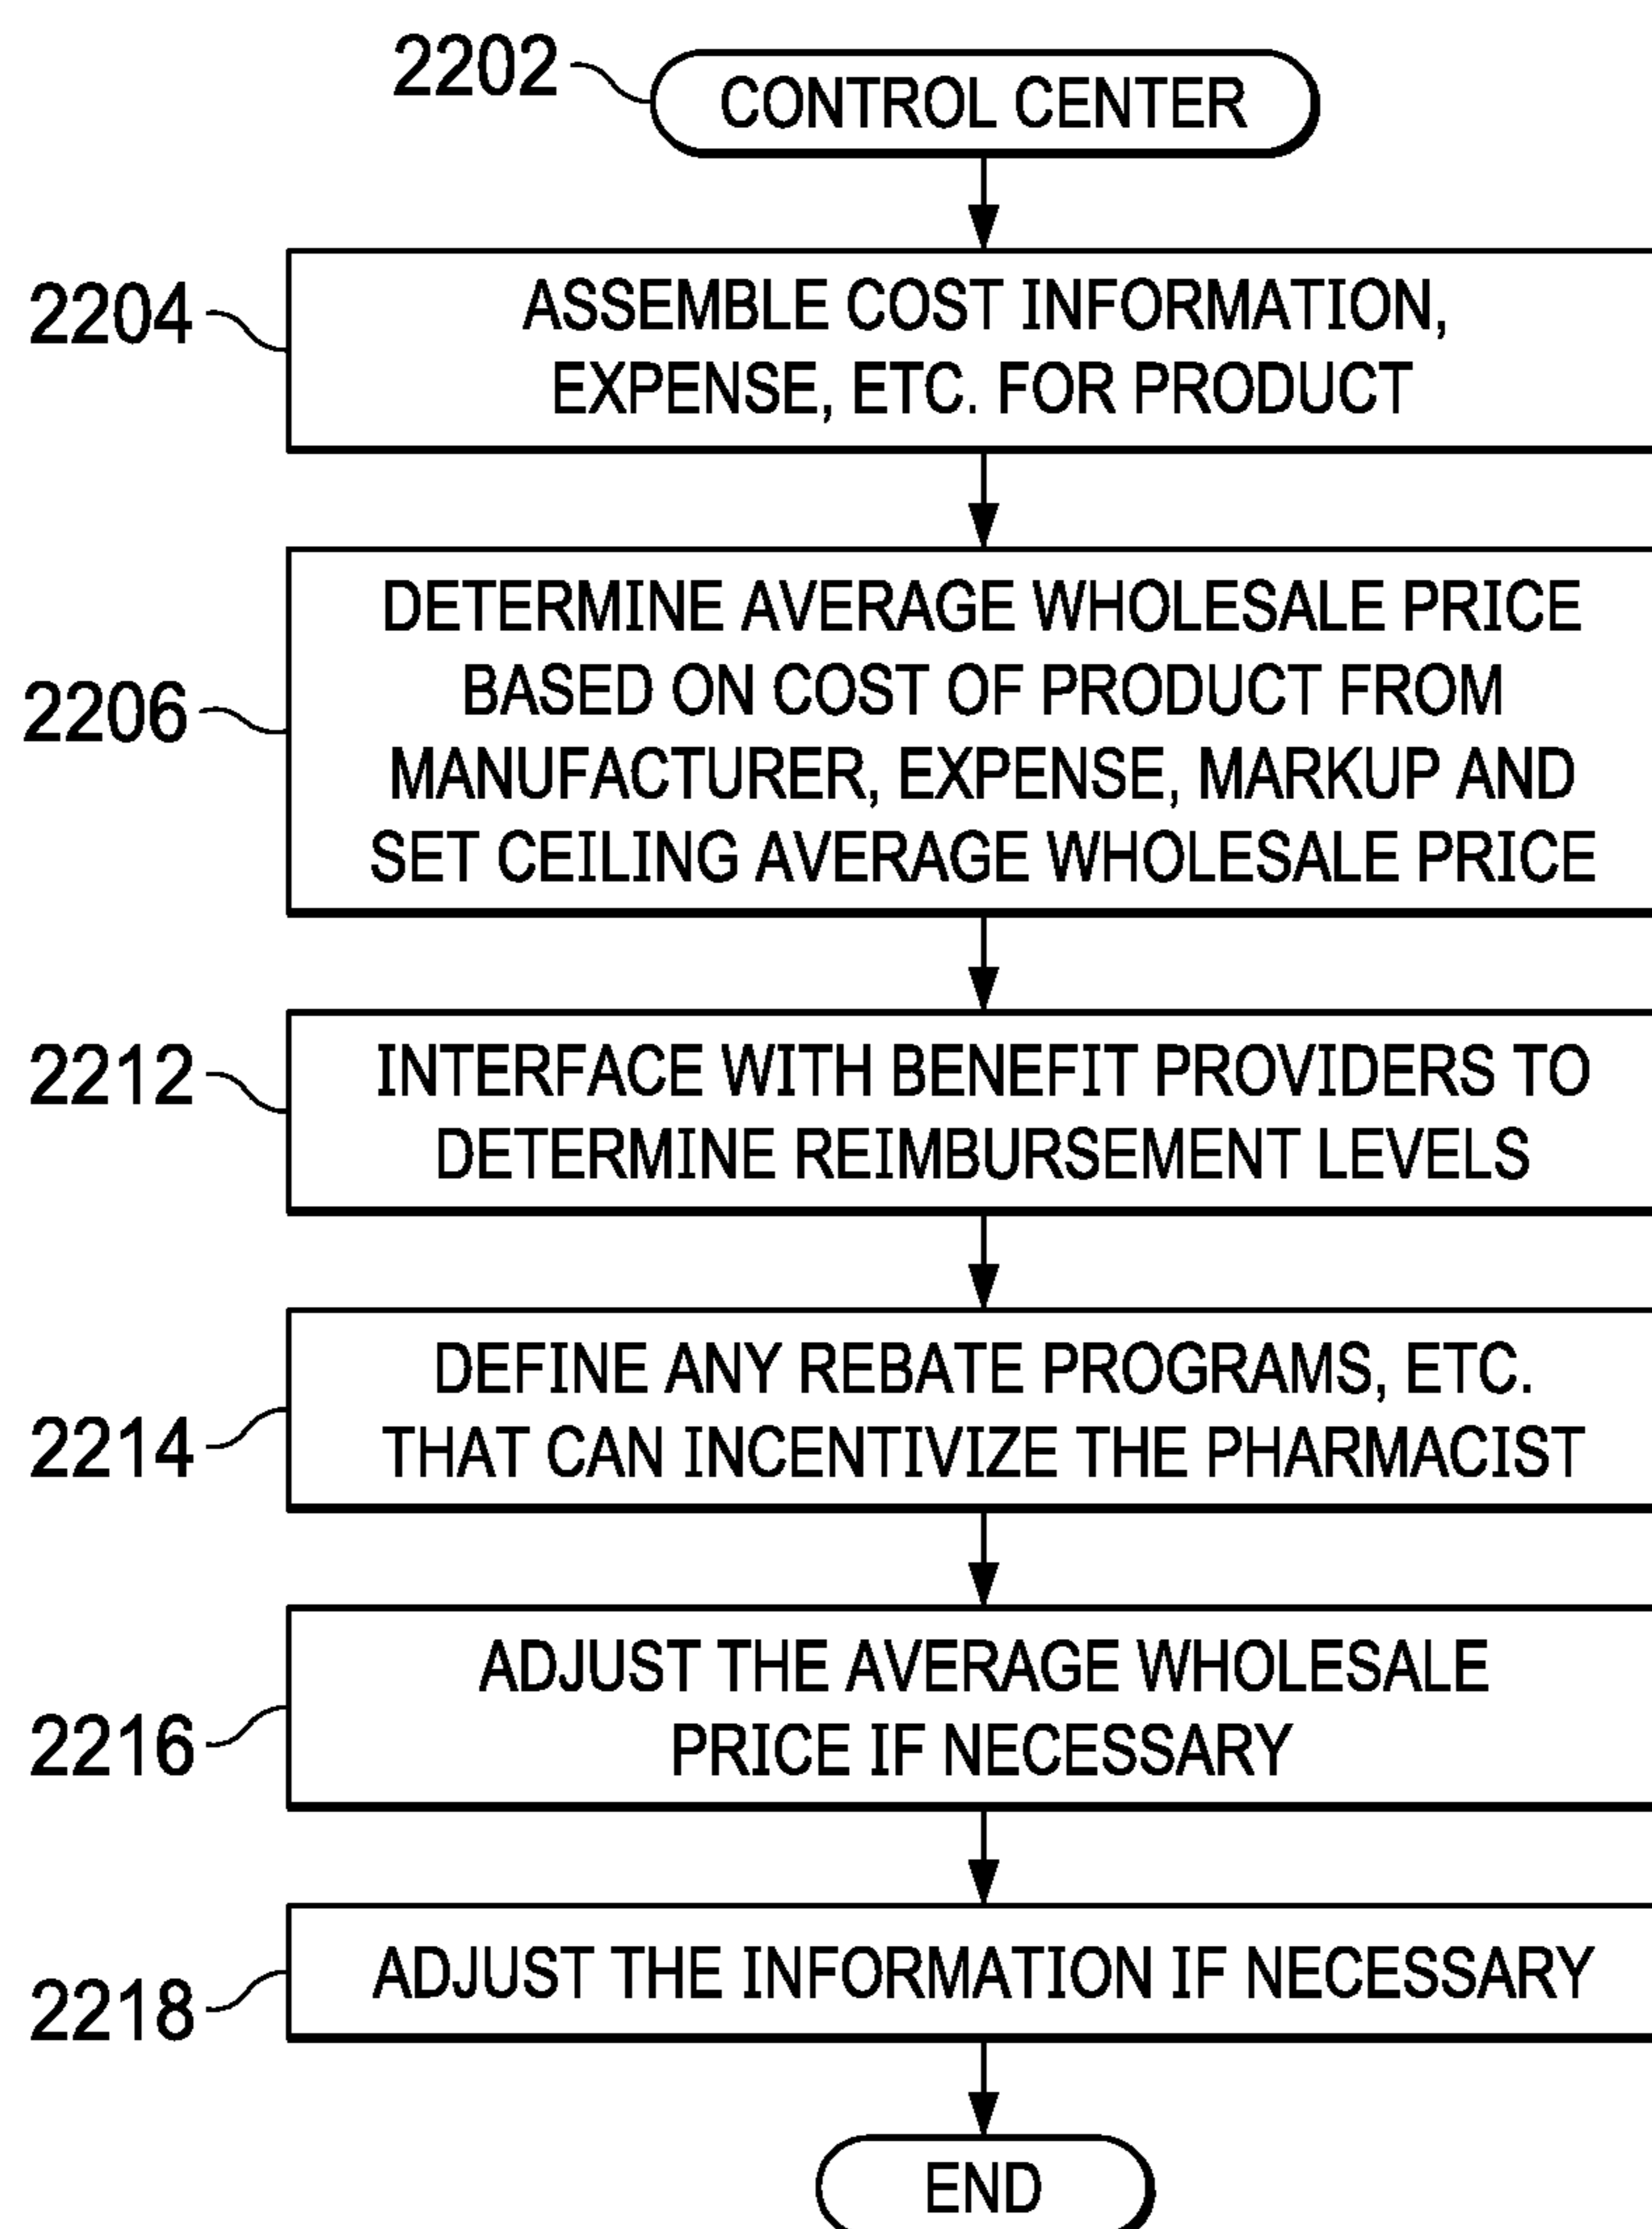 2202
CONTROL CENTER
2204
ASSEMBLE COST INFORMATION,
EXPENSE, ETC. FOR PRODUCT
2206
DETERMINE AVERAGE WHOLESALE PRICE
BASED ON COST OF PRODUCT FROM
MANUFACTURER, EXPENSE, MARKUP AND
SET CEILING AVERAGE WHOLESALE PRICE
2212
INTERFACE WITH BENEFIT PROVIDERS TO
DETERMINE REIMBURSEMENT LEVELS
2214
DEFINE ANY REBATE PROGRAMS, ETC.
THAT CAN INCENTIVIZE THE PHARMACIST
2216
ADJUST THE AVERAGE WHOLESALE
PRICE IF NECESSARY
2218
ADJUST THE INFORMATION IF NECESSARY
END